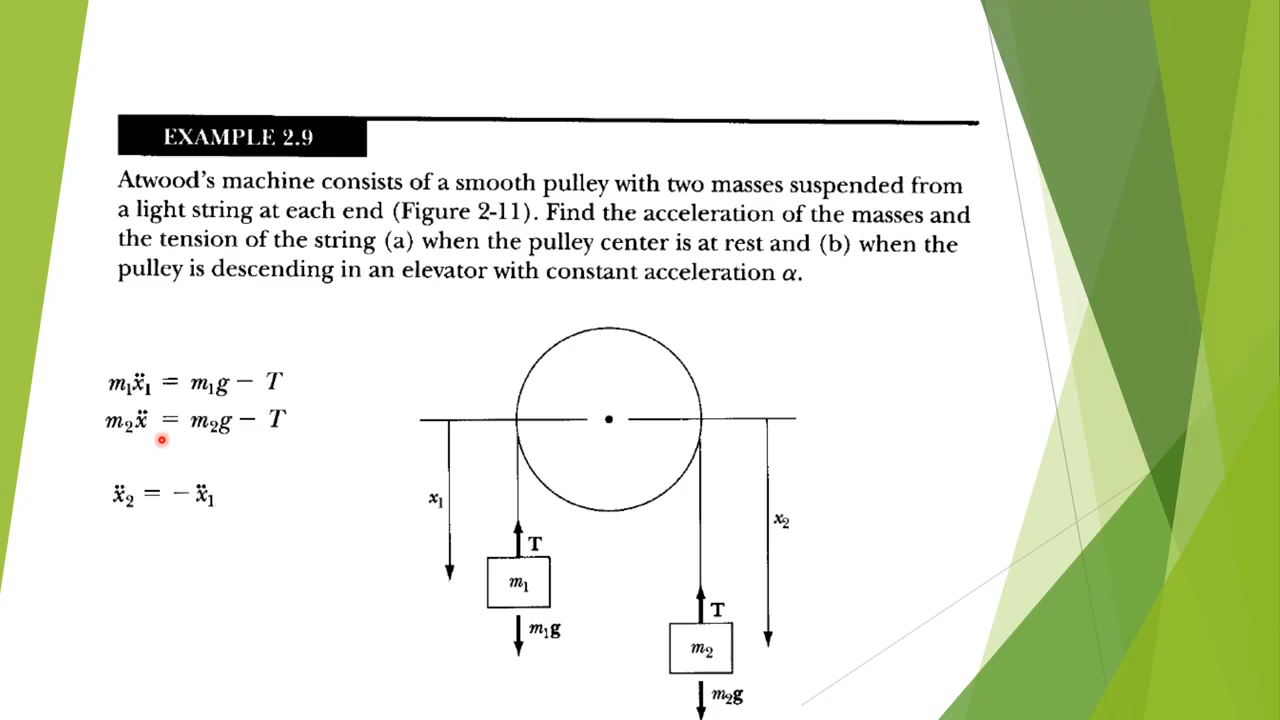 EXAMPLE 2.9
Atwood's machine consists of a smooth pulley with two masses suspended from
a light string at each end (Figure 2-11). Find the acceleration of the masses and
the tension of the string (a) when the pulley center is at rest and (b) when the
pulley is descending in an elevator with constant acceleration α.
m₁ẍ₁ = m₁g − T
m₂ẍ = m₂g − T
ẍ₂ = − ẍ₁
x₁
x₂
T
m₁
m₁g
T
m₂
m₂g